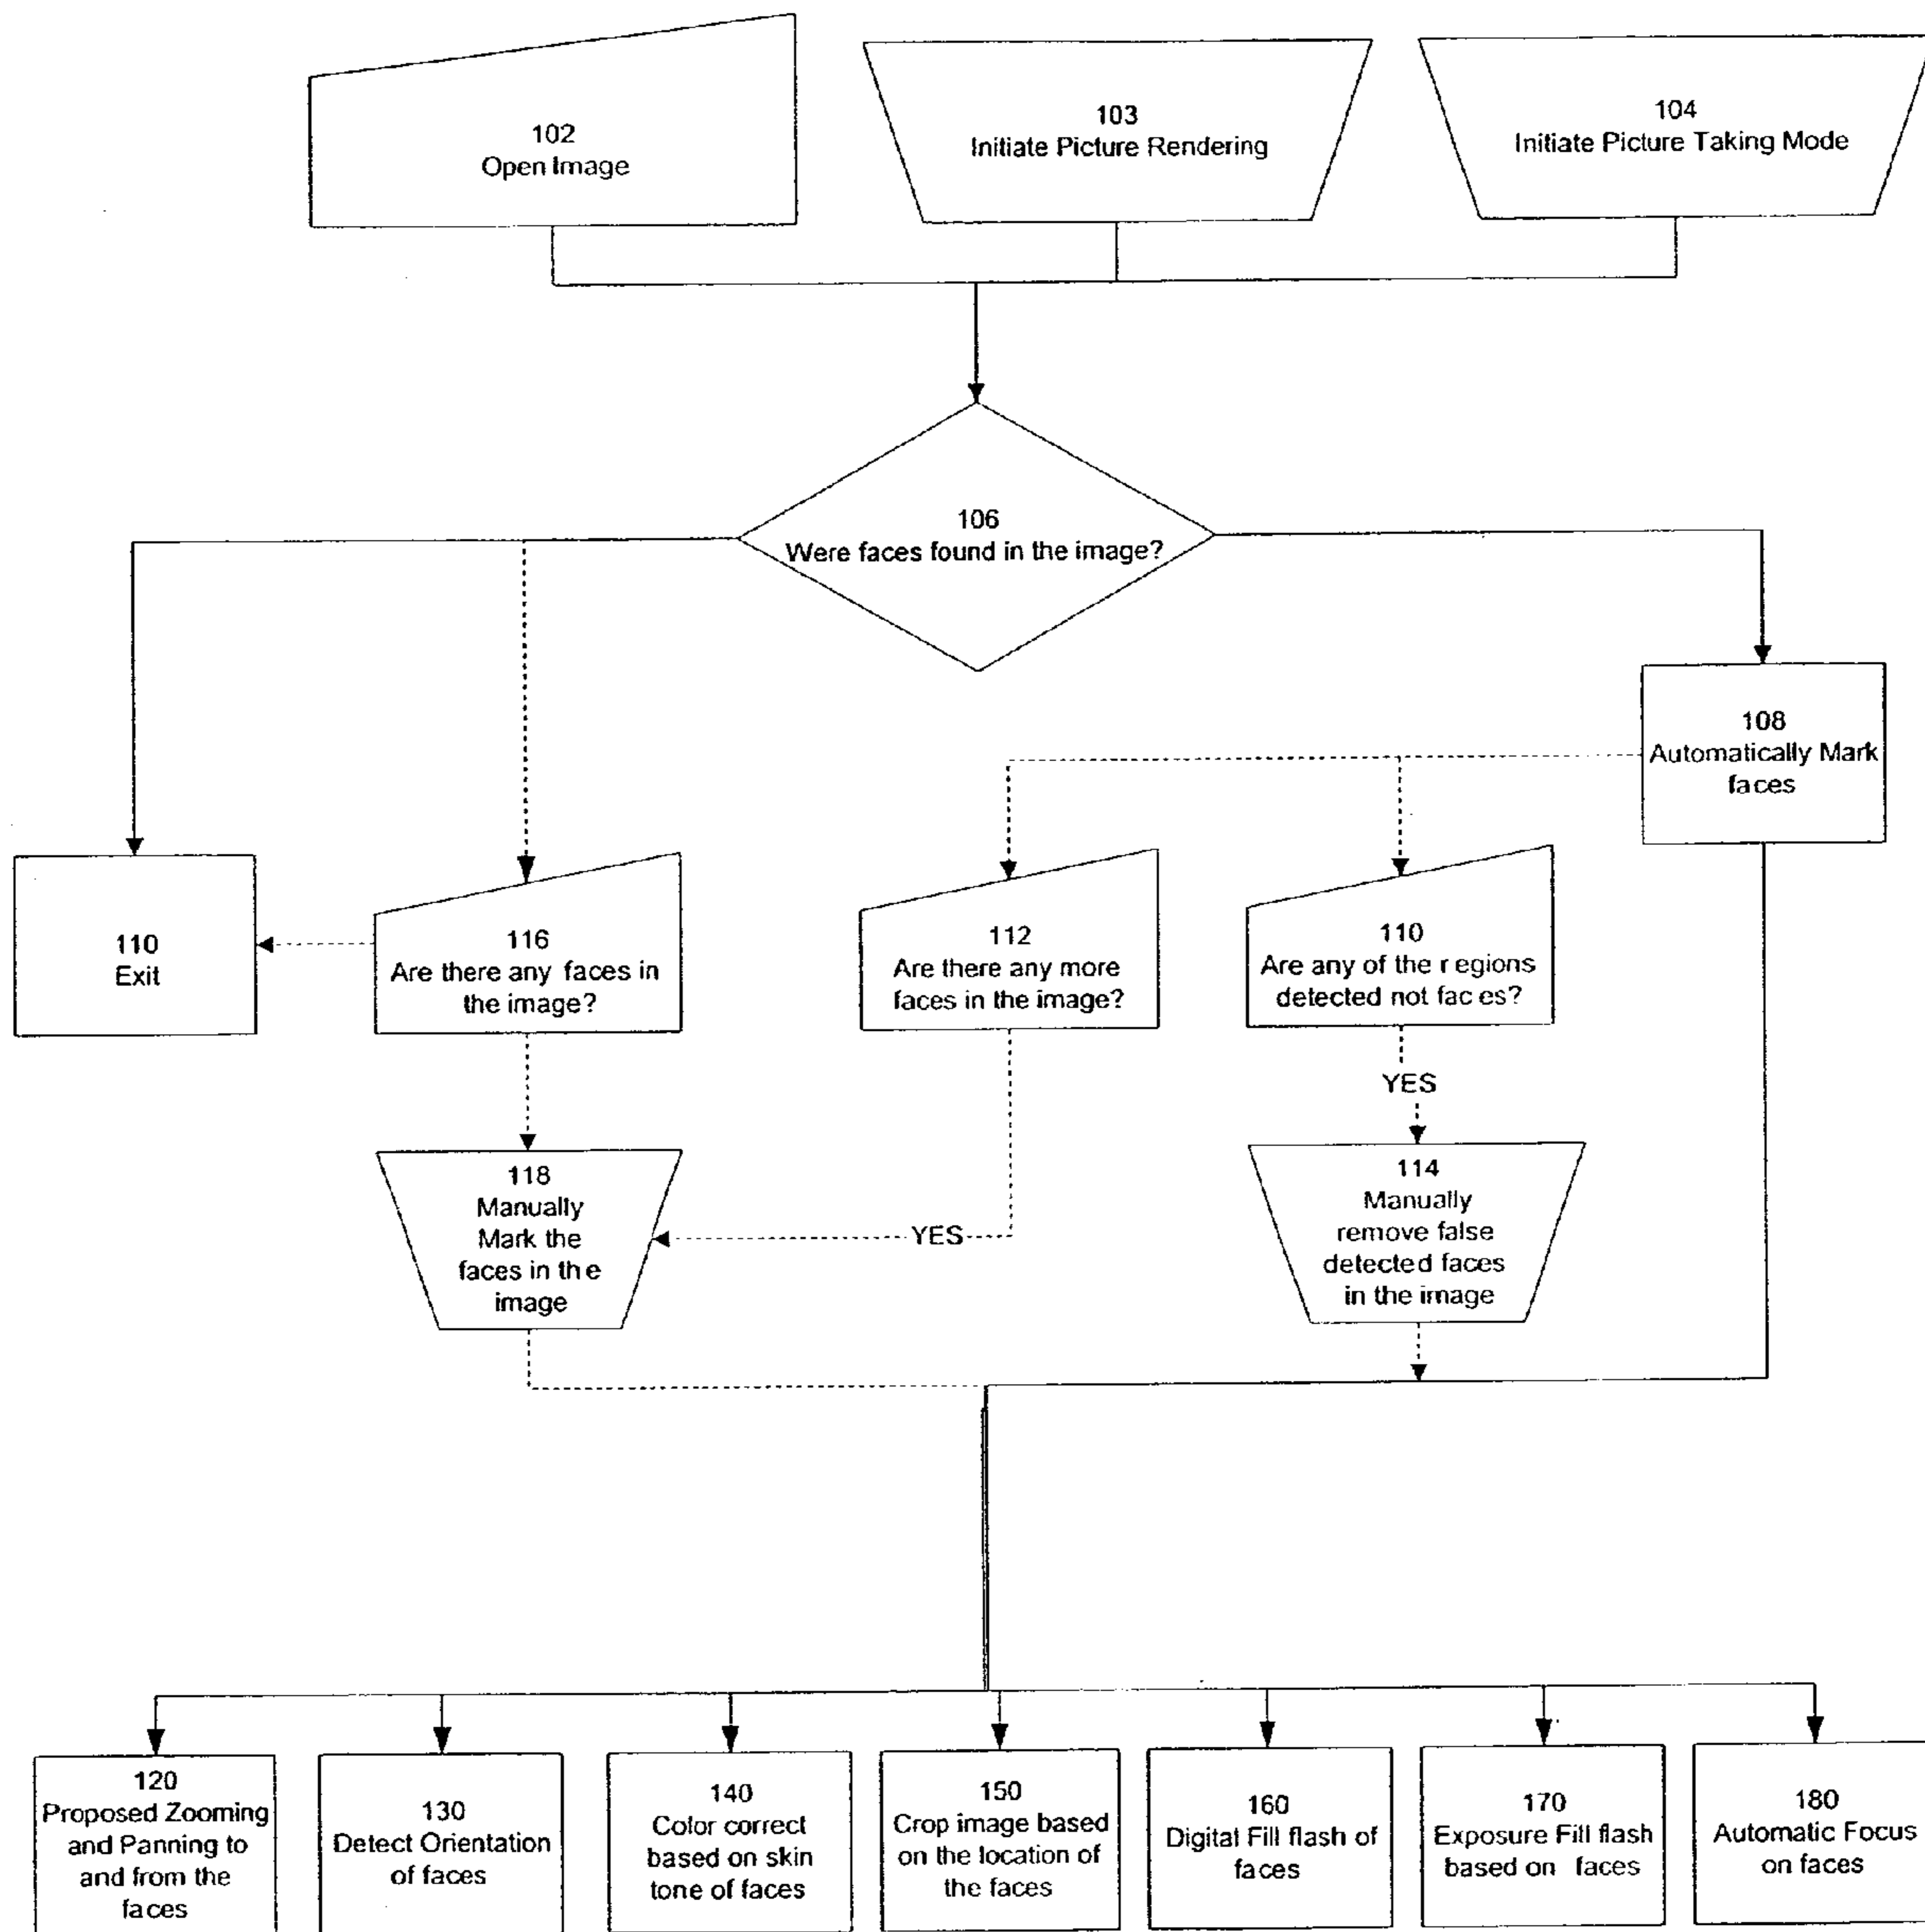 102
Open Image
103
Initiate Picture Rendering
104
Initiate Picture Taking Mode
106
Were faces found in the image?
108
Automatically Mark
faces
110
Exit
116
Are there any faces in
the image?
112
Are there any more
faces in the image?
110
Are any of the regions
detected not faces?
YES
118
Manually
Mark the
faces in the
image
YES
114
Manually
remove false
detected faces
in the image
120
Proposed Zooming
and Panning to
and from the
faces
130
Detect Orientation
of faces
140
Color correct
based on skin
tone of faces
150
Crop image based
on the location of
the faces
160
Digital Fill flash of
faces
170
Exposure Fill flash
based on faces
180
Automatic Focus
on faces